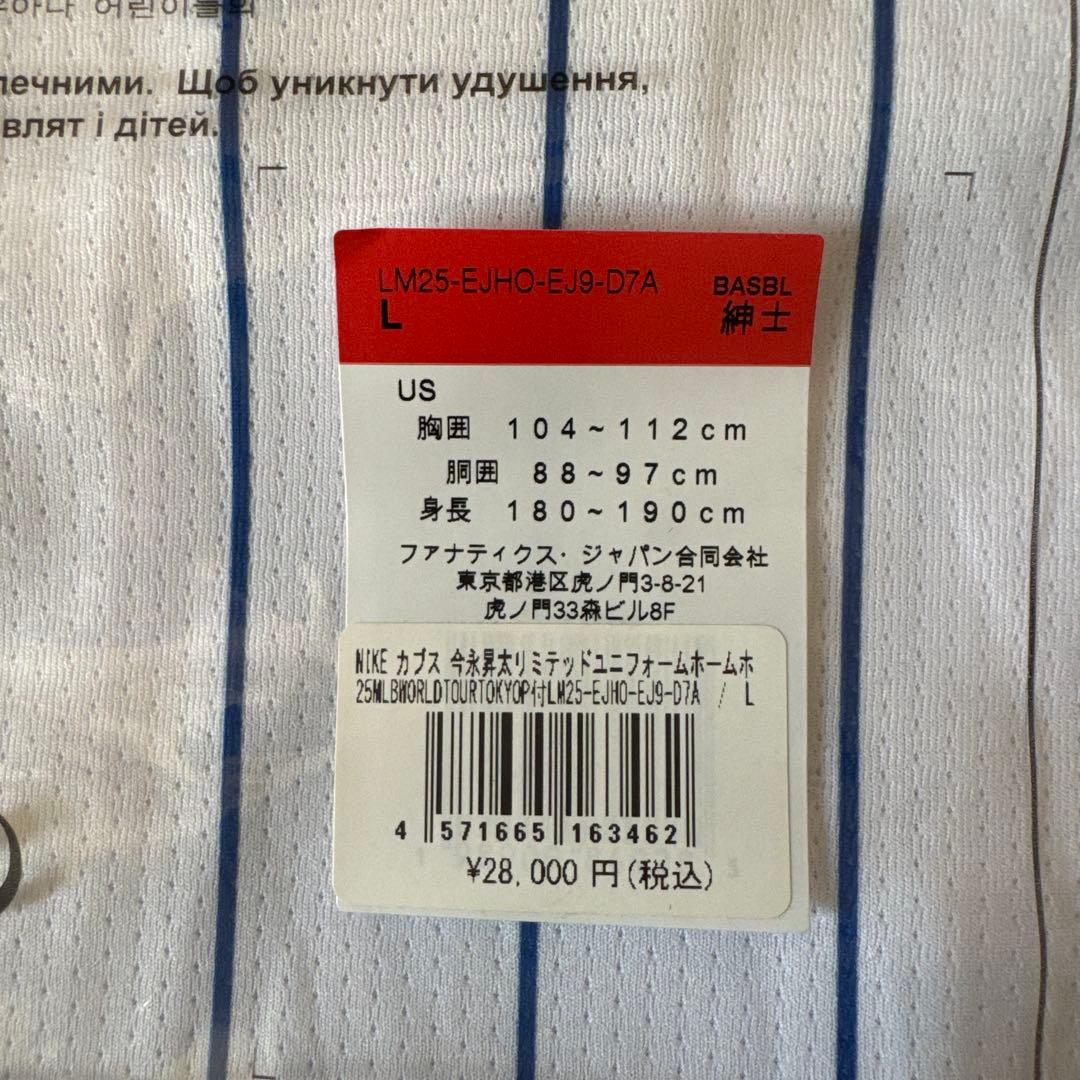 어린이들의
печними. Щоб уникнути удушення,
влят і дітей.
LM25-EJHO-EJ9-D7A BASBL
L 紳士
US
胸囲 104~112cm
胴囲 88~97cm
身長 180~190cm
ファナティクス・ジャパン合同会社
東京都港区虎ノ門3-8-21
虎ノ門33森ビル8F
NIKE カブス 今永昇太リミテッドユニフォームホームホ
25MLBWORLDTOURTOKYOP付LM25-EJHO-EJ9-D7A / L
4 571665 163462
¥28,000 円(税込)